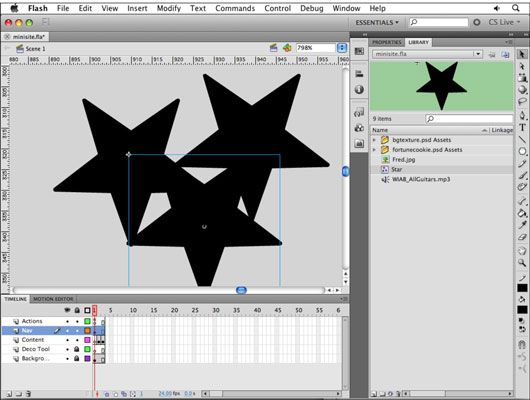 Flash File Edit View Insert Modify Text Commands Control Debug Window Help
Fl ESSENTIALS CS Live
minisite.fla*
Scene 1 798%
880 885 890 895 900 905 910 915 920 925 930 935 940 945 950 955 960
PROPERTIES LIBRARY
minisite.fla
9 items
Name Linkage
bgtexture.psd Assets
fortunecookie.psd Assets
Fred.jpg
Star
WIAB_AllGuitars.mp3
TIMELINE MOTION EDITOR
1 5 10 15 20 25 30 35 40 45 50 55 6
Actions
Nav
Content
Deco Tool
Backgro...
1 24.00 fps 0.0 s